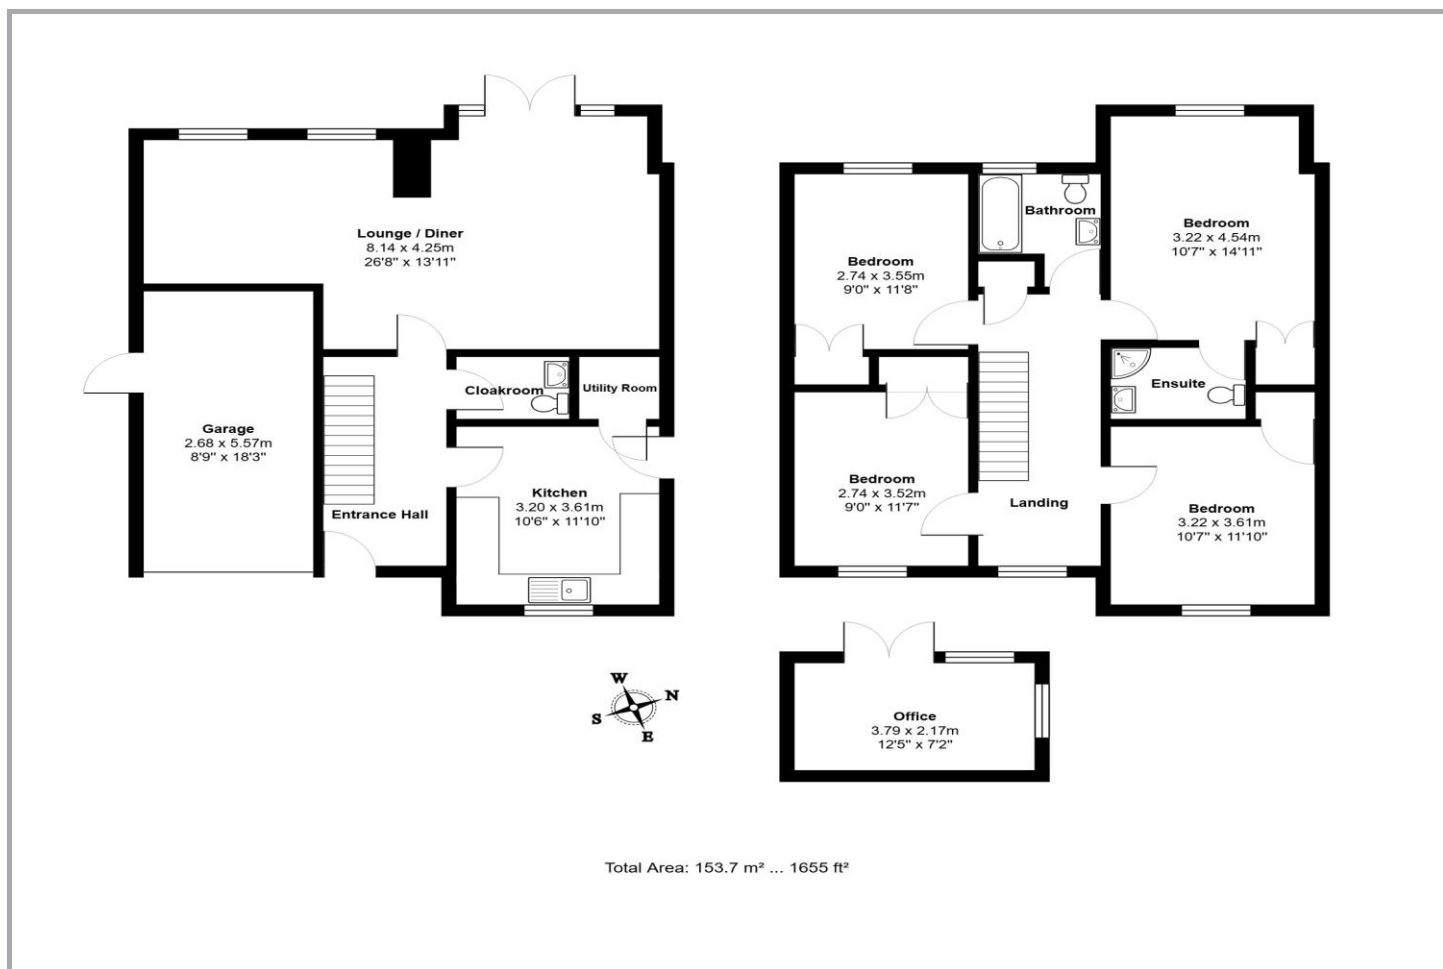 Lounge / Diner
8.14 x 4.25m
26'8" x 13'11"
Garage
2.68 x 5.57m
8'9" x 18'3"
Entrance Hall
Cloakroom
Utility Room
Kitchen
3.20 x 3.61m
10'6" x 11'10"
Bedroom
2.74 x 3.55m
9'0" x 11'8"
Bathroom
Bedroom
3.22 x 4.54m
10'7" x 14'11"
Ensuite
Bedroom
2.74 x 3.52m
9'0" x 11'7"
Landing
Bedroom
3.22 x 3.61m
10'7" x 11'10"
W
N
S
E
Office
3.79 x 2.17m
12'5" x 7'2"
Total Area: 153.7 m² ... 1655 ft²